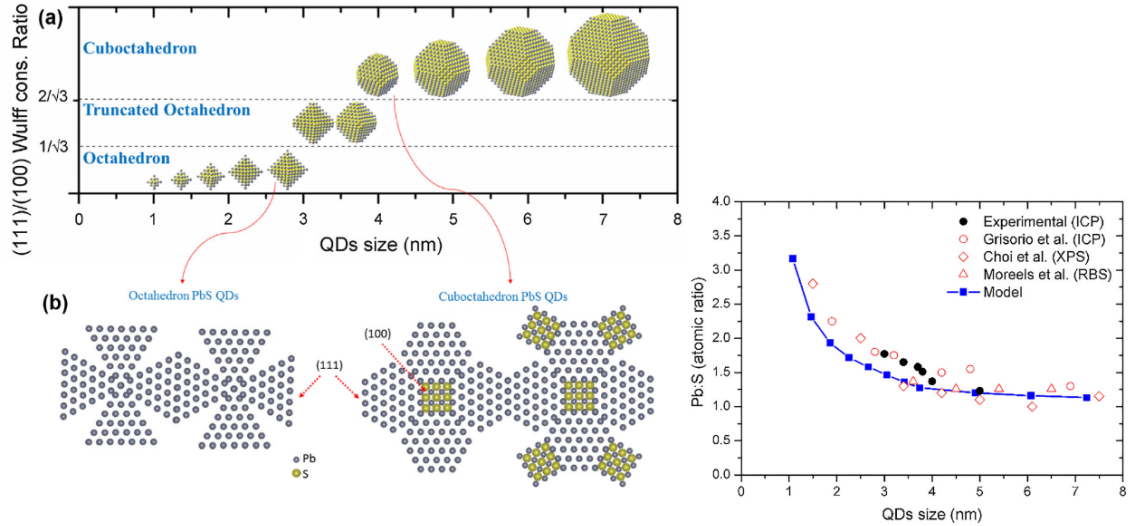 (a)
(111)/(100) Wulff cons. Ratio
Cuboctahedron
2/√3
Truncated Octahedron
1/√3
Octahedron
0 1 2 3 4 5 6 7 8
QDs size (nm)
(b)
Octahedron PbS QDs
Cuboctahedron PbS QDs
(100)
(111)
Pb
S
Pb:S (atomic ratio)
4.0
3.5
3.0
2.5
2.0
1.5
1.0
0.5
0.0
Experimental (ICP)
Grisorio et al. (ICP)
Choi et al. (XPS)
Moreels et al. (RBS)
Model
0 1 2 3 4 5 6 7 8
QDs size (nm)